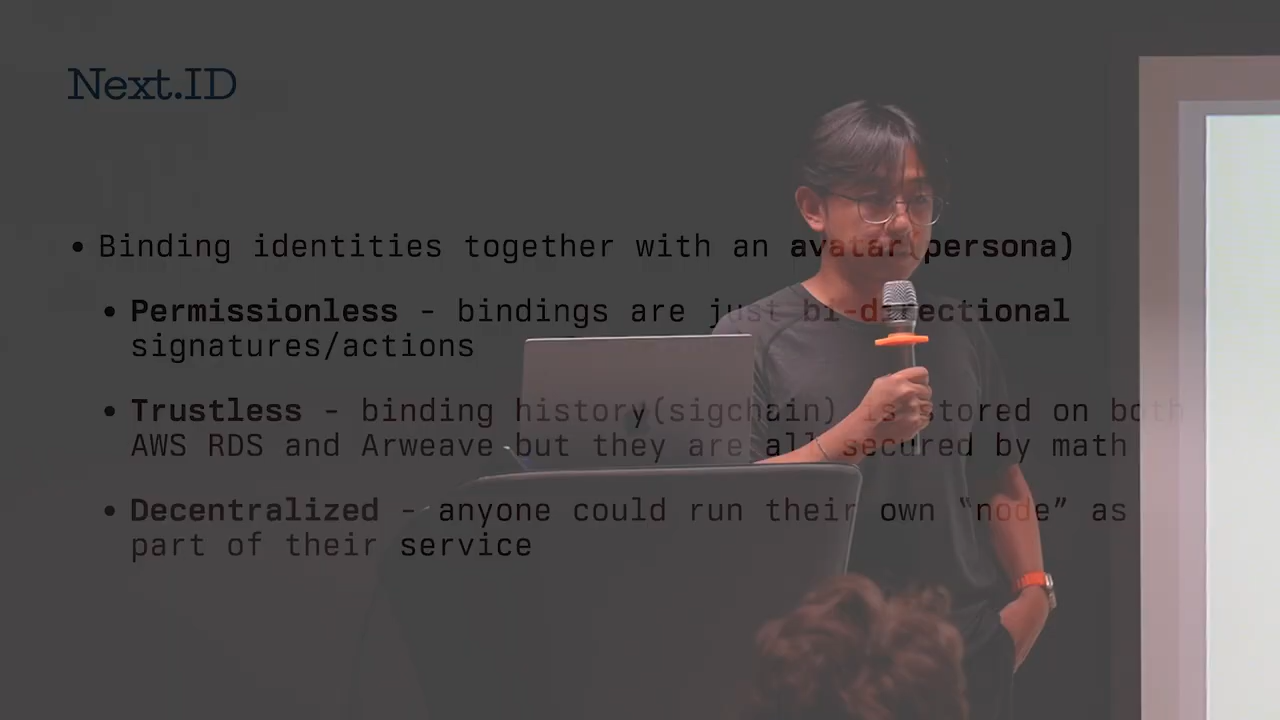 Next.ID
• Binding identities together with an avatar(persona)
• Permissionless - bindings are just bi-directional
signatures/actions
• Trustless - binding history(sigchain) is stored on both
AWS RDS and Arweave but they are all secured by math
• Decentralized - anyone could run their own “node” as
part of their service